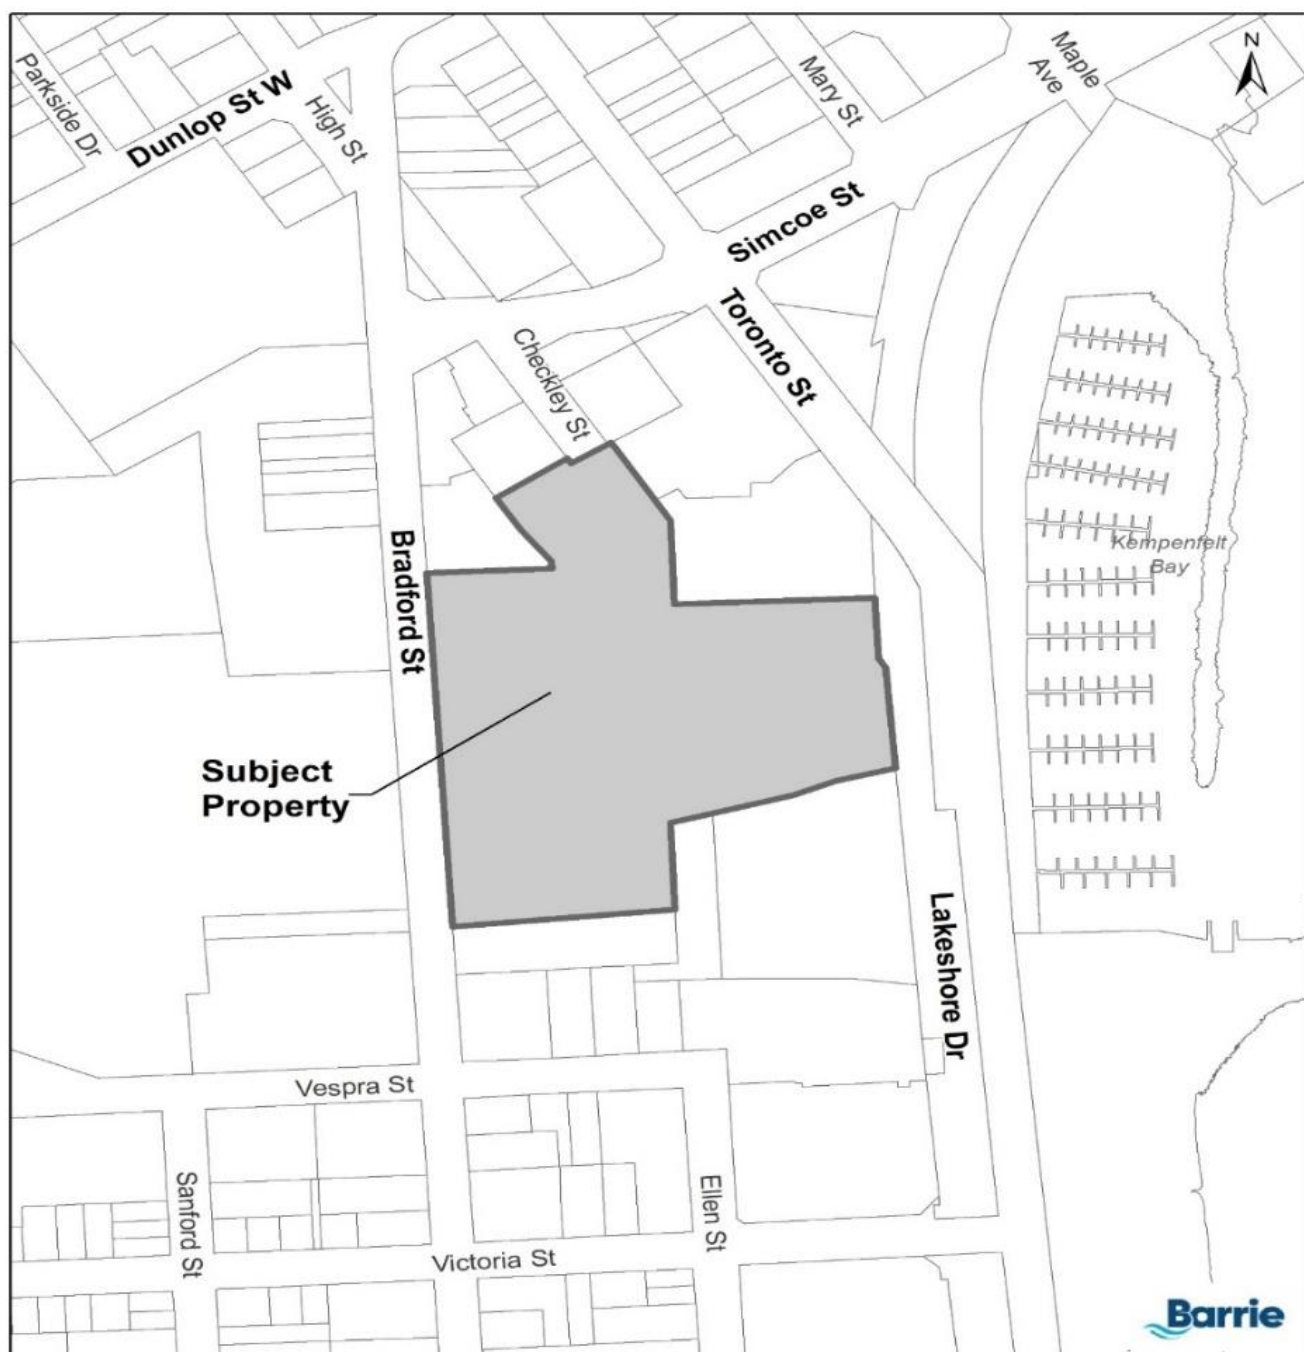 N
Maple
Ave
Parkside Dr
Dunlop St W
High St
Mary St
Simcoe St
Toronto St
Checkley St
Kempenfelt
Bay
Bradford St
Subject
Property
Lakeshore Dr
Vespra St
Sanford St
Ellen St
Victoria St
Barrie